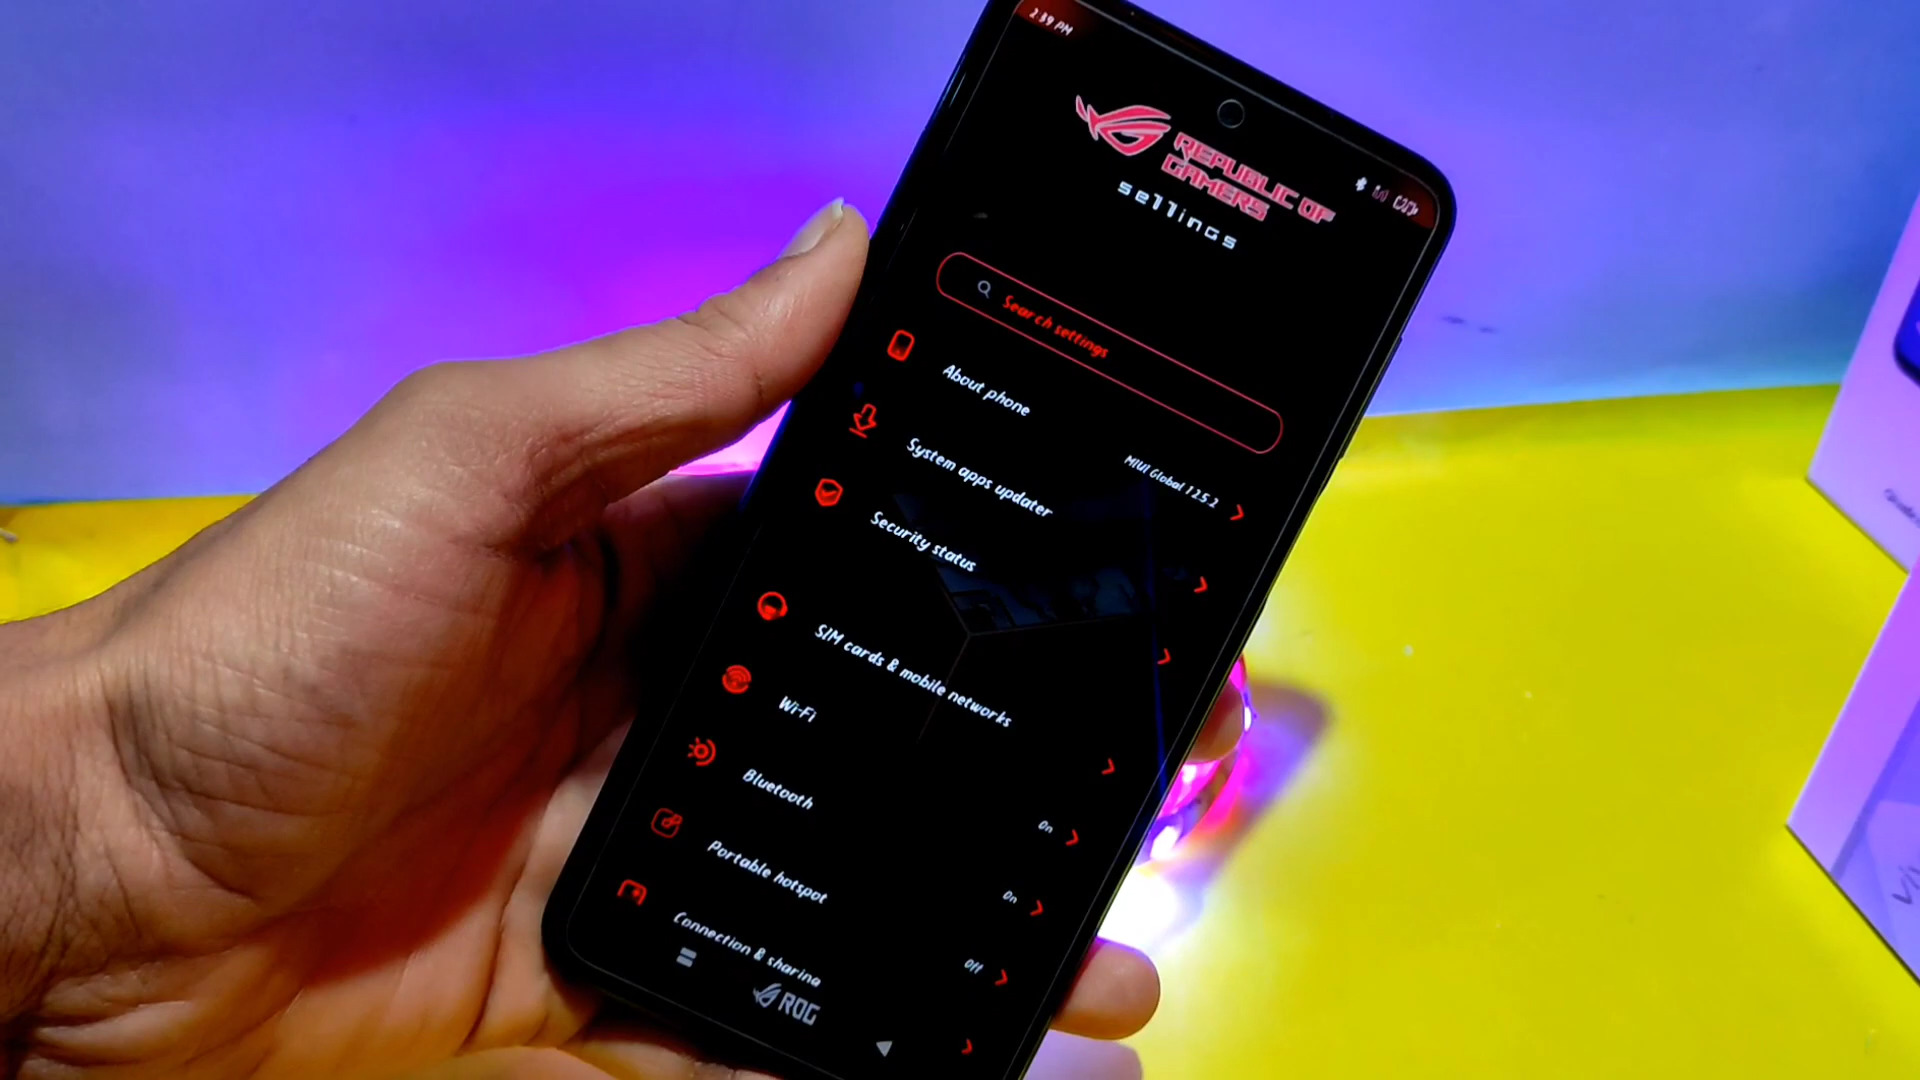 2:39 PM
REPUBLIC OF
GAMERS
settings
Search settings
About phone
MIUI Global 12.5.2
System apps updater
Security status
SIM cards & mobile networks
Wi-Fi
On
Bluetooth
On
Portable hotspot
Off
Connection & sharing
ROG